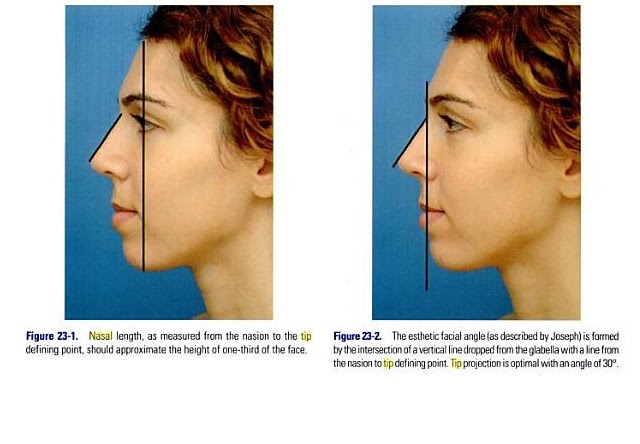 Figure 23-1. Nasal length, as measured from the nasion to the tip
defining point, should approximate the height of one-third of the face.
Figure 23-2. The esthetic facial angle (as described by Joseph) is formed
by the intersection of a vertical line dropped from the glabella with a line from
the nasion to tip defining point. Tip projection is optimal with an angle of 30°.